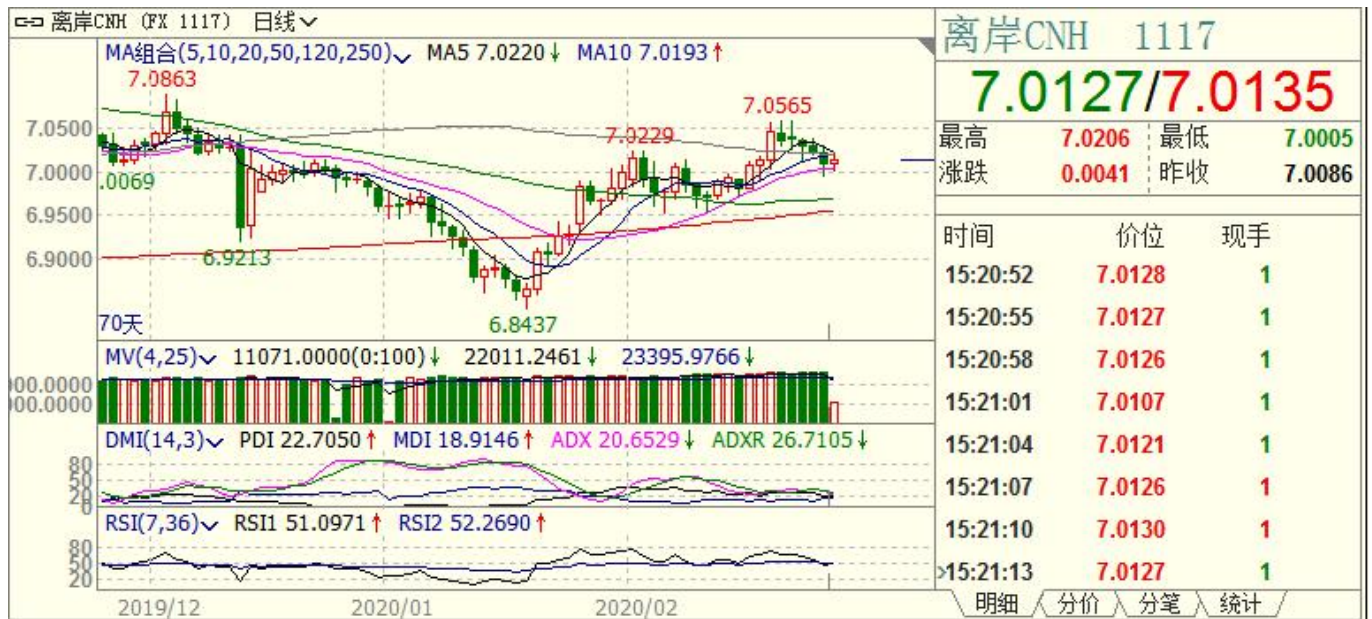 离岸CNH (FX 1117) 日线
MA组合(5,10,20,50,120,250) MA5 7.0220↓ MA10 7.0193↑
7.0863
7.0565
7.0229
.0069
6.9213
6.8437
7.0500
7.0000
6.9500
6.9000
70天
MV(4,25) 11071.0000(0:100)↓ 22011.2461↓ 23395.9766↓
000.0000
000.0000
DMI(14,3) PDI 22.7050↑ MDI 18.9146↑ ADX 20.6529↓ ADXR 26.7105↓
80
50
20
0
RSI(7,36) RSI1 51.0971↑ RSI2 52.2690↑
80
50
20
2019/12 2020/01 2020/02
离岸CNH 1117
7.0127/7.0135
最高 7.0206 最低 7.0005
涨跌 0.0041 昨收 7.0086
时间 价位 现手
15:20:52 7.0128 1
15:20:55 7.0127 1
15:20:58 7.0126 1
15:21:01 7.0107 1
15:21:04 7.0121 1
15:21:07 7.0126 1
15:21:10 7.0130 1
>15:21:13 7.0127 1
明细 分价 分笔 统计